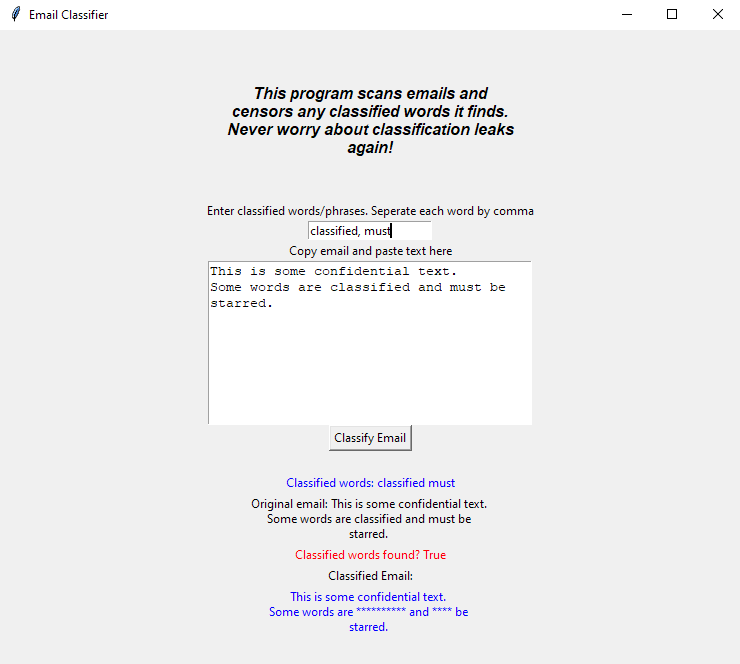 Email Classifier
This program scans emails and
censors any classified words it finds.
Never worry about classification leaks
again!
Enter classified words/phrases. Seperate each word by comma
classified, must
Copy email and paste text here
This is some confidential text.
Some words are classified and must be
starred.
Classify Email
Classified words: classified must
Original email: This is some confidential text.
Some words are classified and must be
starred.
Classified words found? True
Classified Email:
This is some confidential text.
Some words are ********** and **** be
starred.